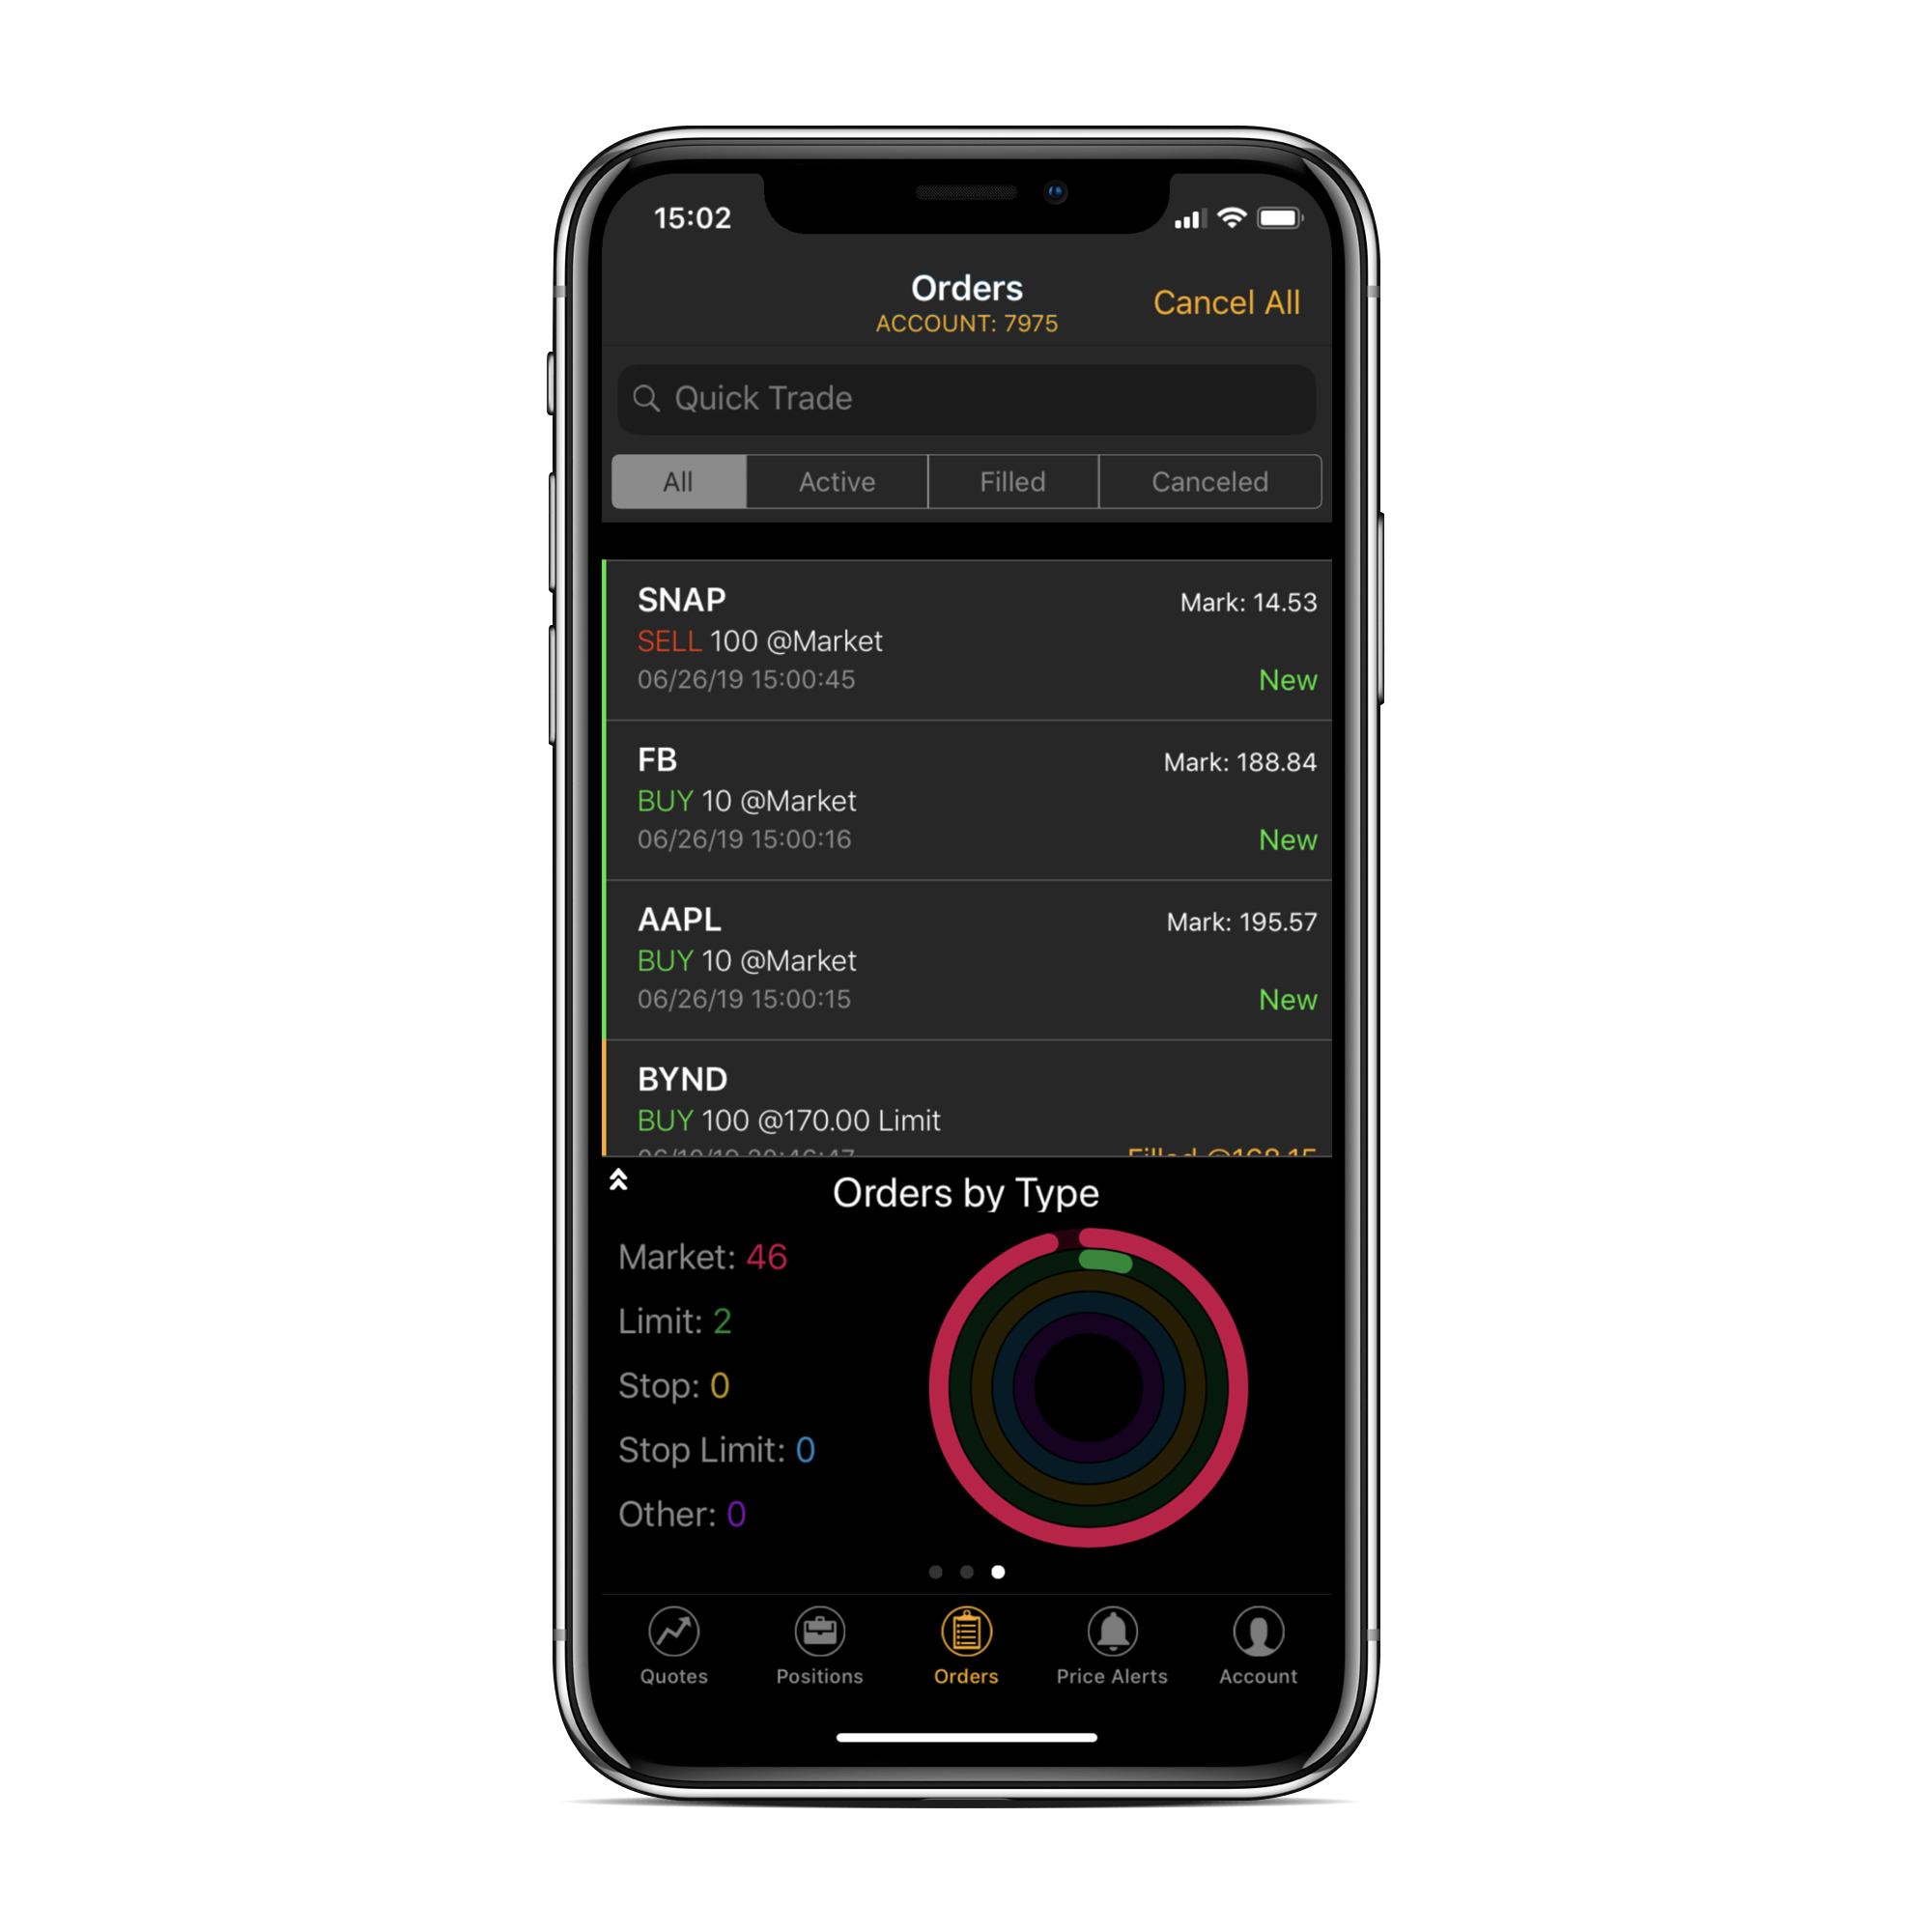 15:02
Orders
ACCOUNT: 7975
Cancel All
Quick Trade
All
Active
Filled
Canceled
SNAP
Mark: 14.53
SELL 100 @Market
06/26/19 15:00:45
New
FB
Mark: 188.84
BUY 10 @Market
06/26/19 15:00:16
New
AAPL
Mark: 195.57
BUY 10 @Market
06/26/19 15:00:15
New
BYND
BUY 100 @170.00 Limit
Filled @168.15
Orders by Type
Market: 46
Limit: 2
Stop: 0
Stop Limit: 0
Other: 0
Quotes
Positions
Orders
Price Alerts
Account